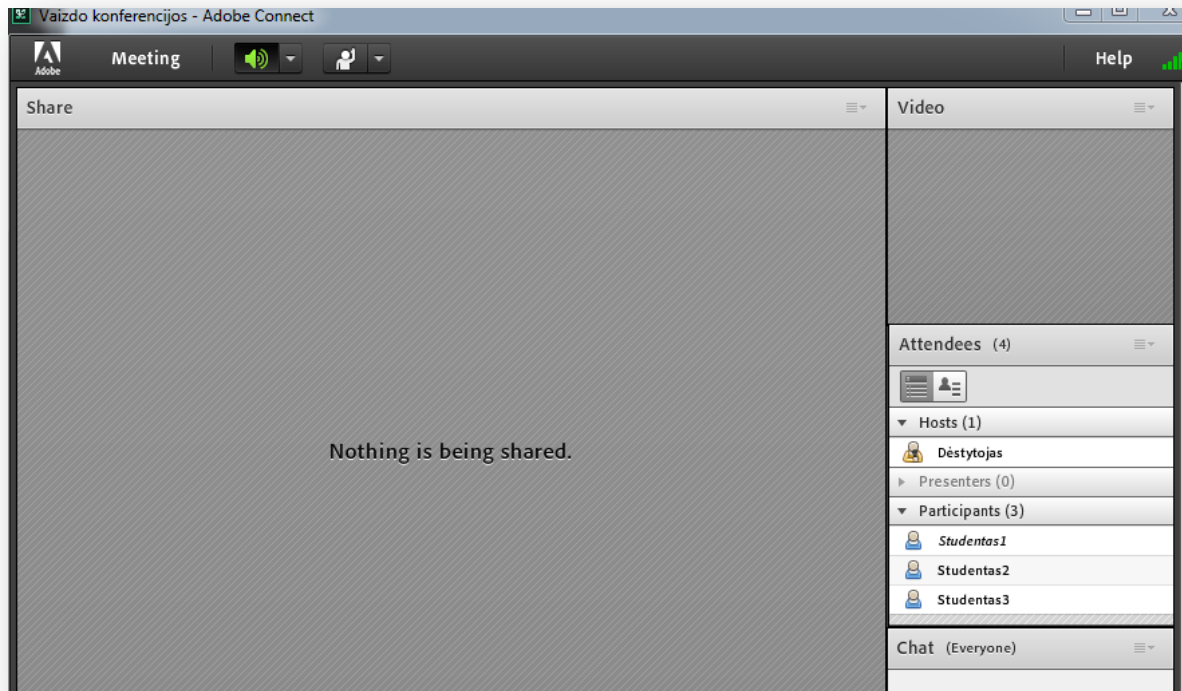 Vaizdo konferencijos - Adobe Connect
Adobe
Meeting
Help
Share
Nothing is being shared.
Video
Attendees (4)
Hosts (1)
Dėstytojas
Presenters (0)
Participants (3)
Studentas1
Studentas2
Studentas3
Chat (Everyone)